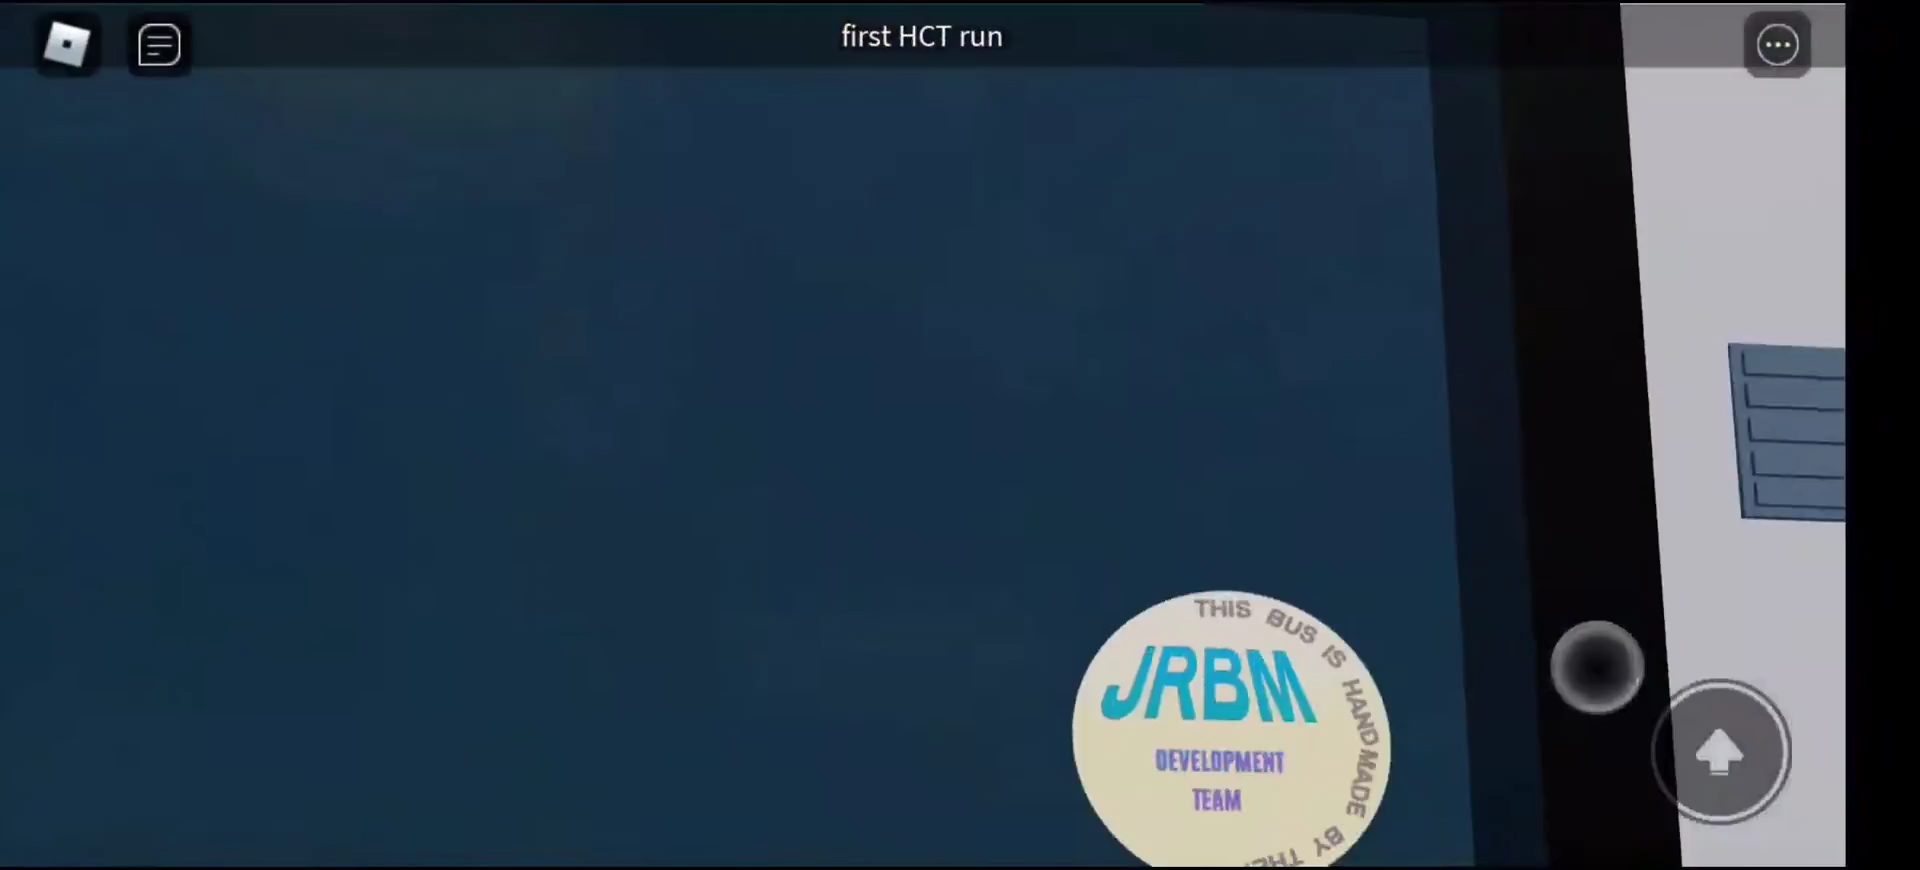 first HCT run
THIS BUS IS HANDMADE BY
JRBM
DEVELOPMENT
TEAM